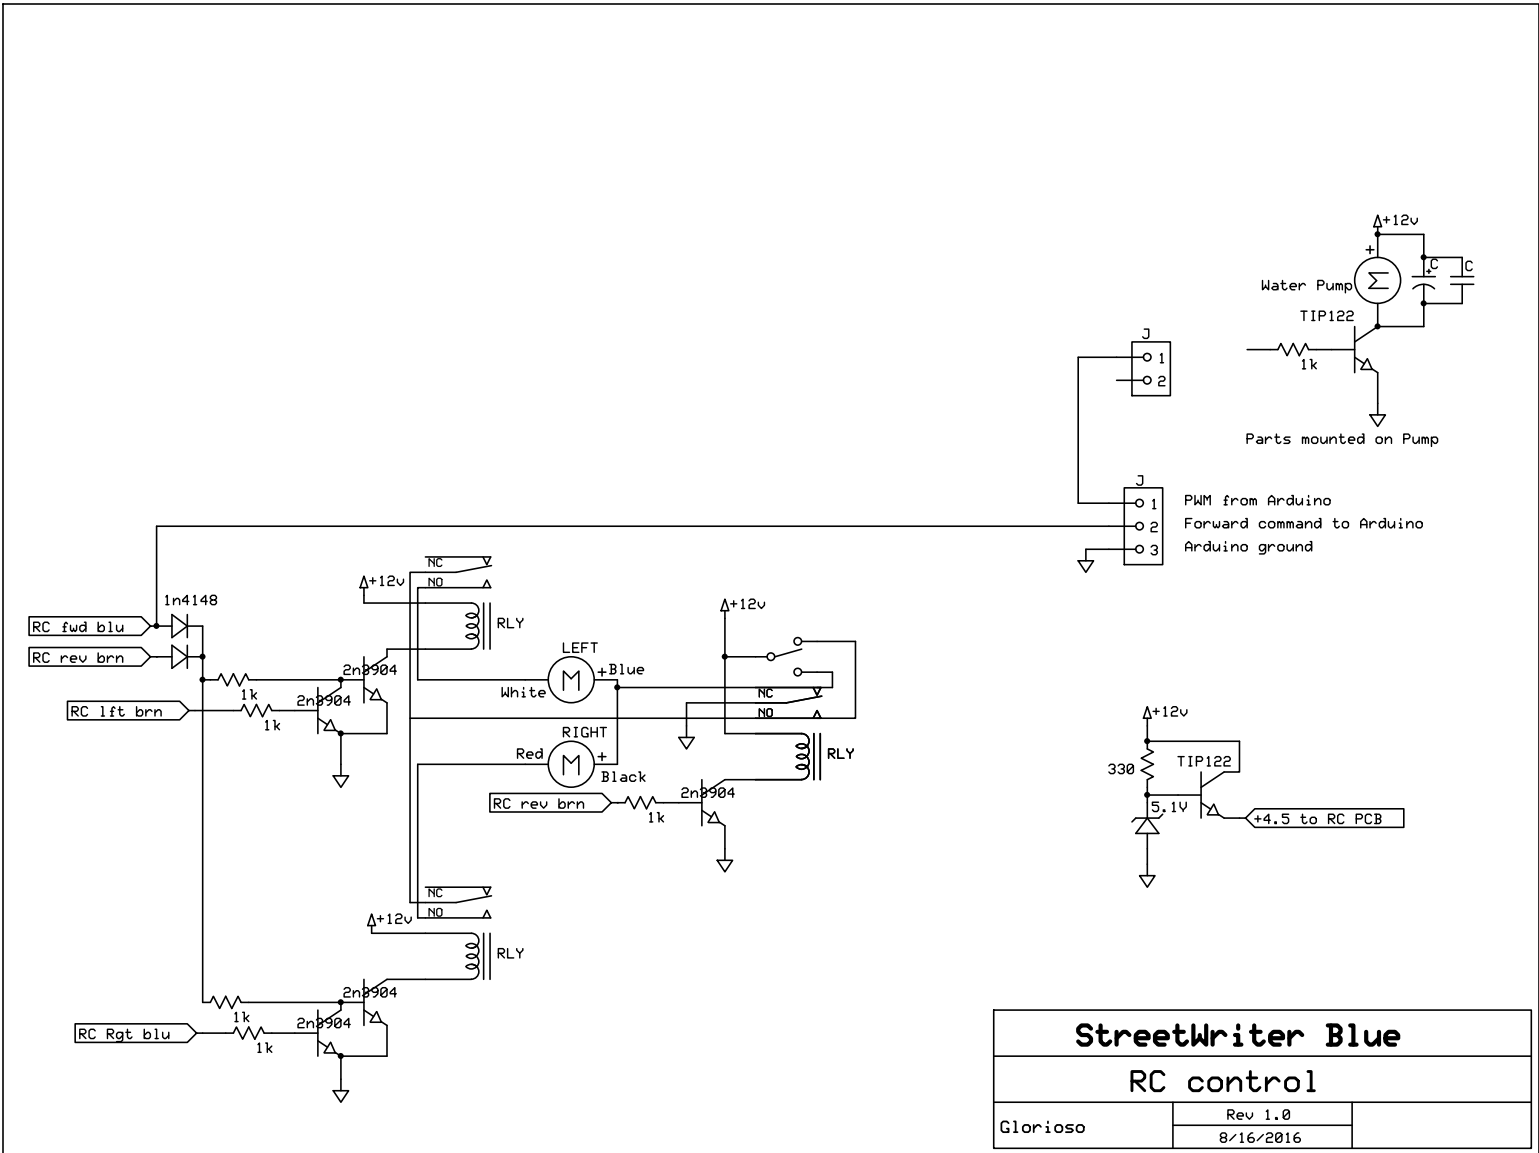 +12v
+
Water Pump
Σ
+
C
C
TIP122
1k
Parts mounted on Pump
J
1
2
J
1
2
3
PWM from Arduino
Forward command to Arduino
Arduino ground
NC
NO
+12v
RLY
1n4148
RC fwd blu
RC rev brn
RC lft brn
1k
1k
2n3904
2n3904
LEFT
M
+
Blue
White
RIGHT
Red
M
+
Black
+12v
NC
NO
RLY
RC rev brn
1k
2n3904
+12v
330
TIP122
5.1V
+4.5 to RC PCB
NC
NO
+12v
RLY
2n3904
2n3904
1k
RC Rgt blu
1k
StreetWriter Blue
RC control
Glorioso
Rev 1.0
8/16/2016